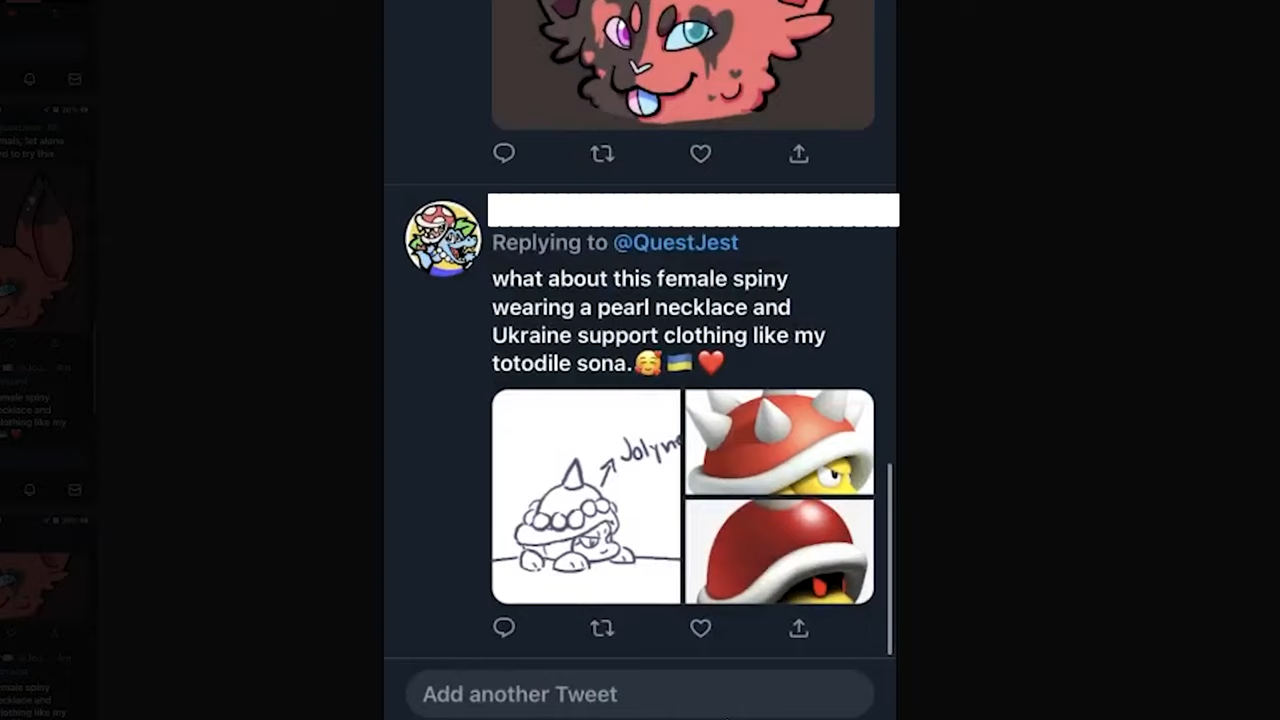 Replying to @QuestJest
what about this female spiny
wearing a pearl necklace and
Ukraine support clothing like my
totodile sona.🥰🇺🇦❤️
Add another Tweet